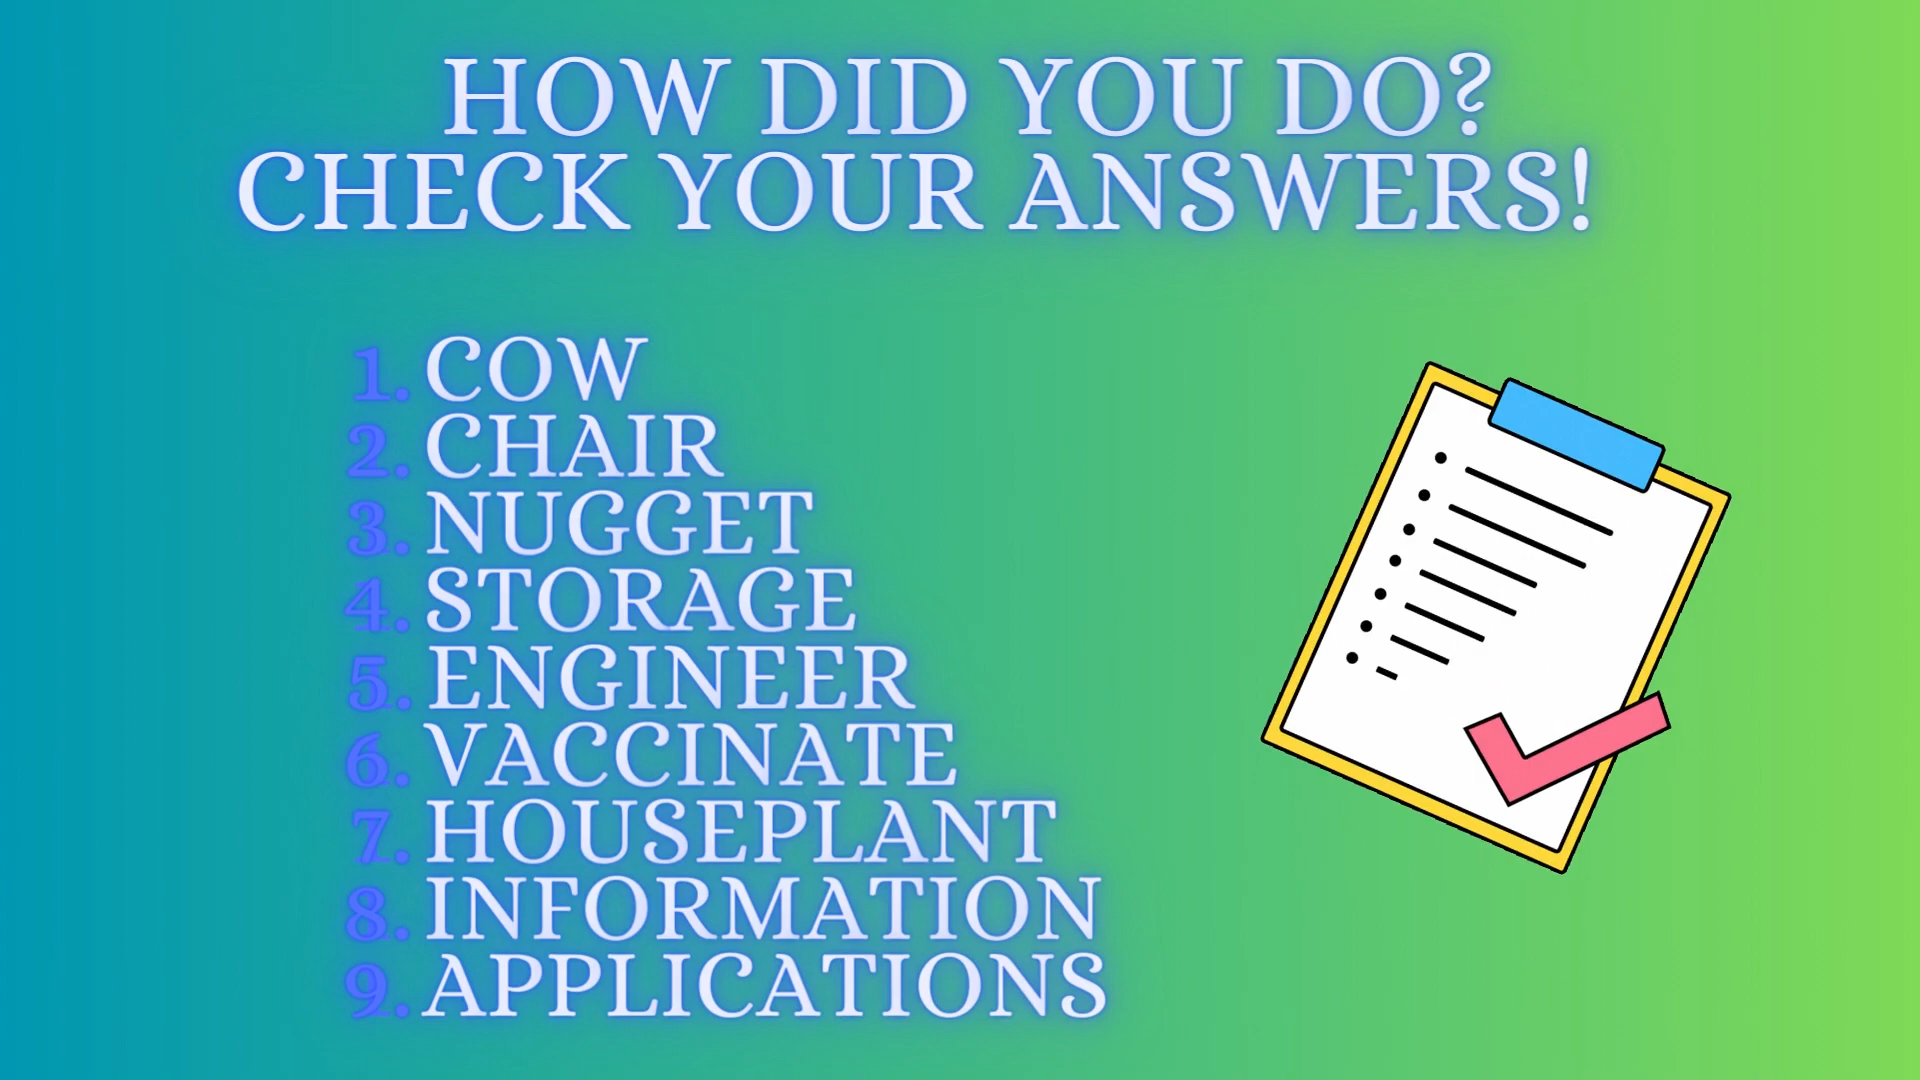 HOW DID YOU DO?
CHECK YOUR ANSWERS!
1. COW
2. CHAIR
3. NUGGET
4. STORAGE
5. ENGINEER
6. VACCINATE
7. HOUSEPLANT
8. INFORMATION
9. APPLICATIONS